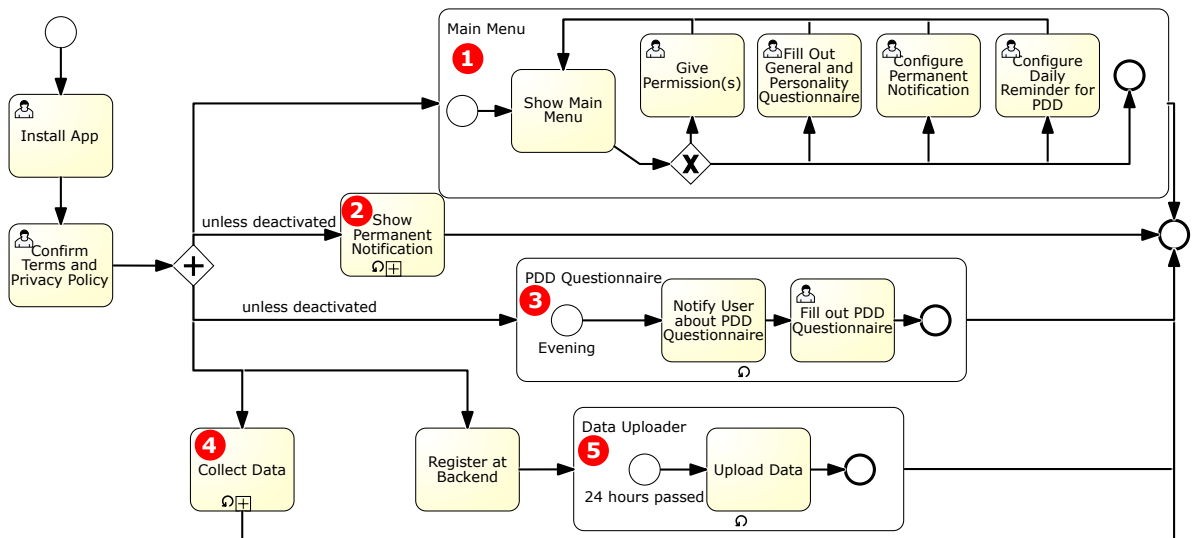 Main Menu
1
Install App
Confirm
Terms and
Privacy Policy
Show Main
Menu
Give
Permission(s)
Fill Out
General and
Personality
Questionnaire
Configure
Permanent
Notification
Configure
Daily
Reminder for
PDD
X
unless deactivated
2
Show
Permanent
Notification
unless deactivated
PDD Questionnaire
3
Evening
Notify User
about PDD
Questionnaire
Fill out PDD
Questionnaire
4
Collect Data
Register at
Backend
Data Uploader
5
24 hours passed
Upload Data